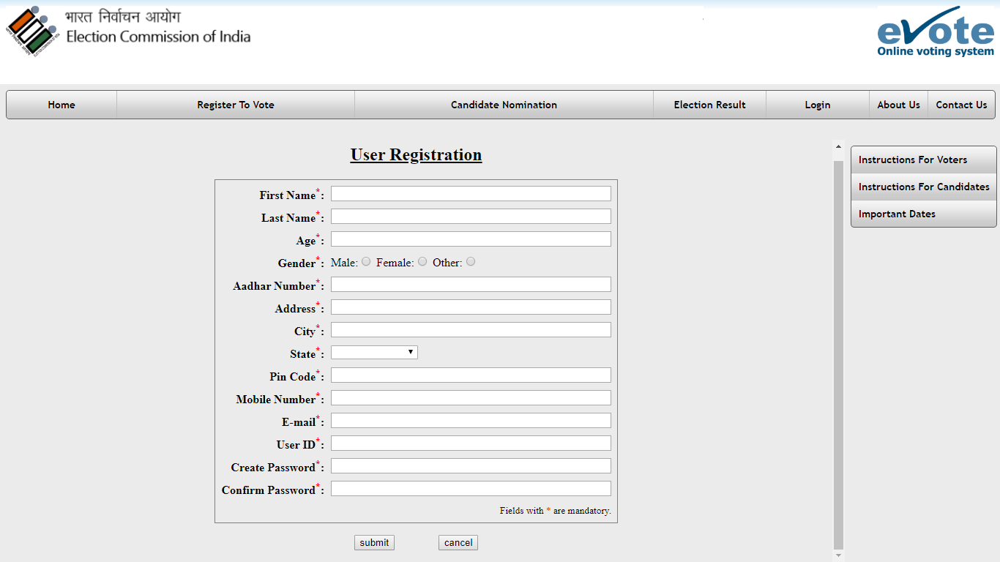 भारत निर्वाचन आयोग
Election Commission of India
eVote
Online voting system
Home Register To Vote Candidate Nomination Election Result Login About Us Contact Us
User Registration
First Name*:
Last Name*:
Age*:
Gender*: Male: Female: Other:
Aadhar Number*:
Address*:
City*:
State*:
Pin Code*:
Mobile Number*:
E-mail*:
User ID*:
Create Password*:
Confirm Password*:
Fields with * are mandatory.
submit cancel
Instructions For Voters
Instructions For Candidates
Important Dates